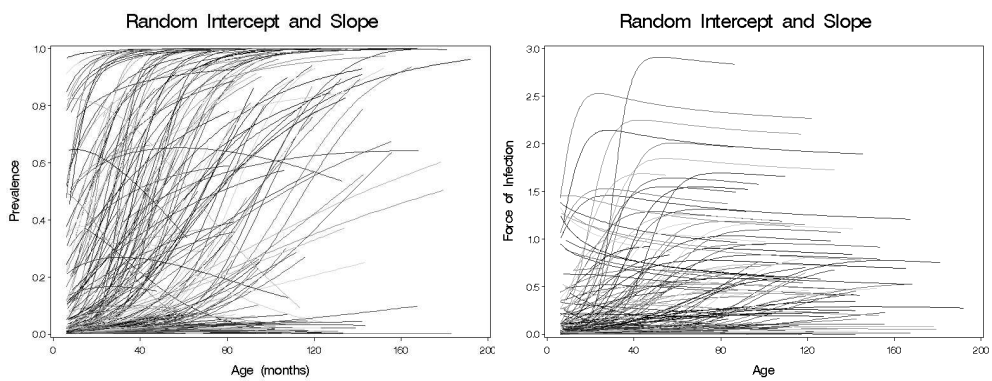 Random Intercept and Slope
Prevalence
1.0
0.8
0.6
0.4
0.2
0.0
0 40 80 120 160 200
Age (months)
Random Intercept and Slope
Force of Infection
3.0
2.5
2.0
1.5
1.0
0.5
0.0
0 40 80 120 160 200
Age